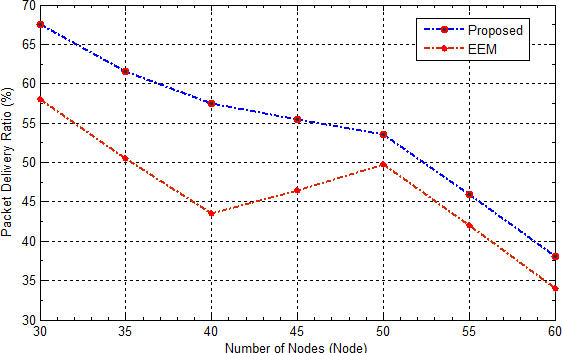 70
65
60
55
50
45
40
35
30
Packet Delivery Ratio (%)
Proposed
EEM
30 35 40 45 50 55 60
Number of Nodes (Node)